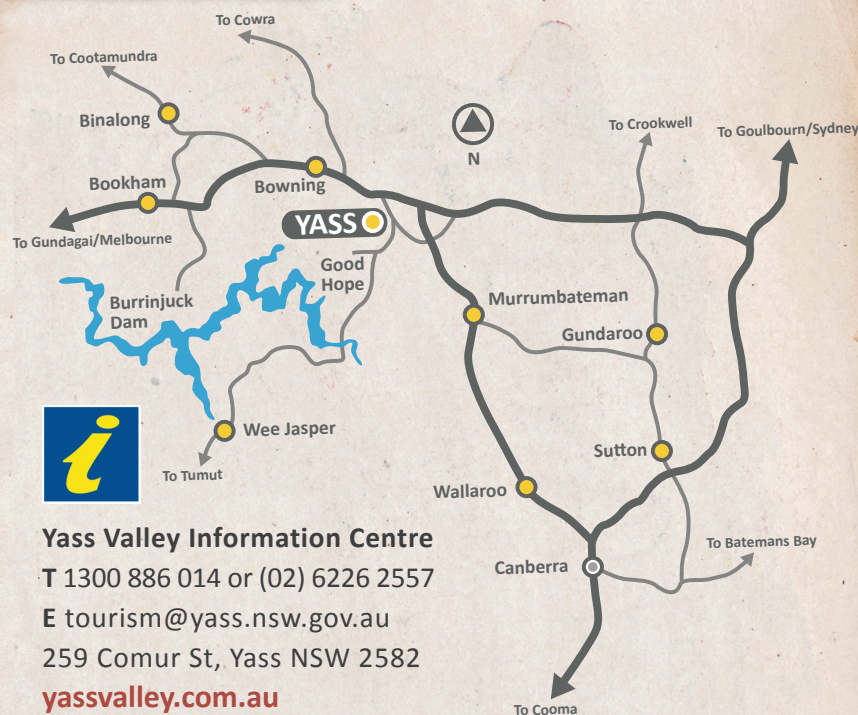 To Cowra
To Cootamundra
Binalong
To Crookwell
To Goulbourn/Sydney
N
Bookham
Bowning
YASS
To Gundagai/Melbourne
Good
Hope
Burrinjuck
Dam
Murrumbateman
Gundaroo
Wee Jasper
Sutton
To Tumut
Wallaroo
i
Yass Valley Information Centre
T 1300 886 014 or (02) 6226 2557
E tourism@yass.nsw.gov.au
259 Comur St, Yass NSW 2582
yassvalley.com.au
To Batemans Bay
Canberra
To Cooma